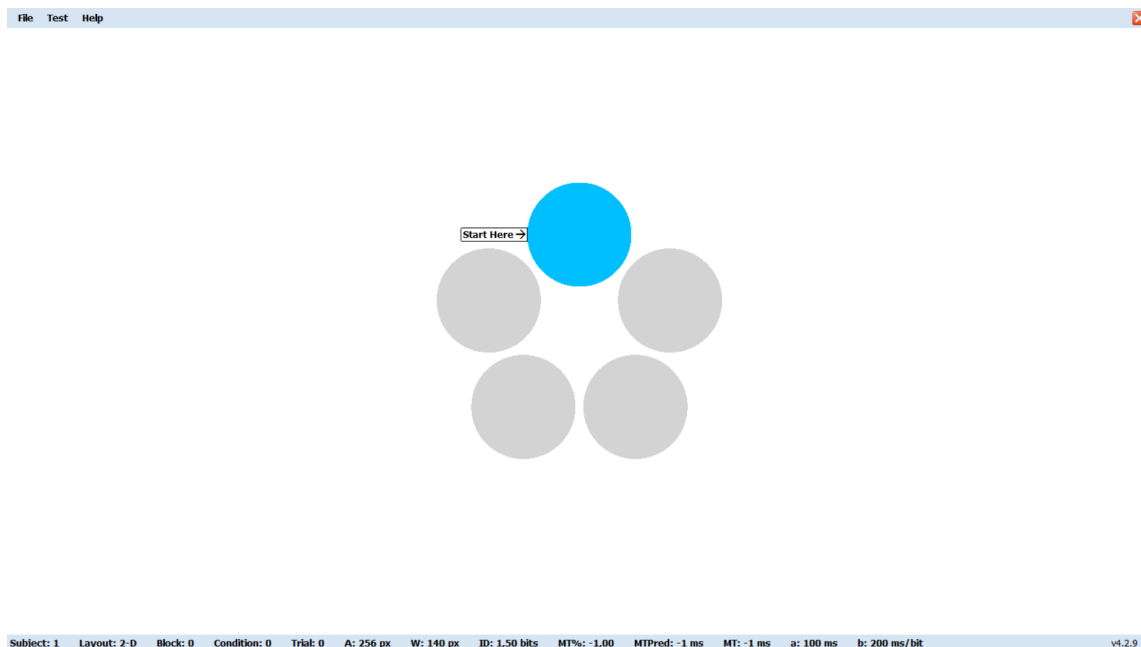 File Test Help
Start Here →
Subject: 1 Layout: 2-D Block: 0 Condition: 0 Trial: 0 A: 256 px W: 140 px ID: 1,50 bits MT%: -1,00 MTPred: -1 ms MT: -1 ms a: 100 ms b: 200 ms/bit v4.2.9